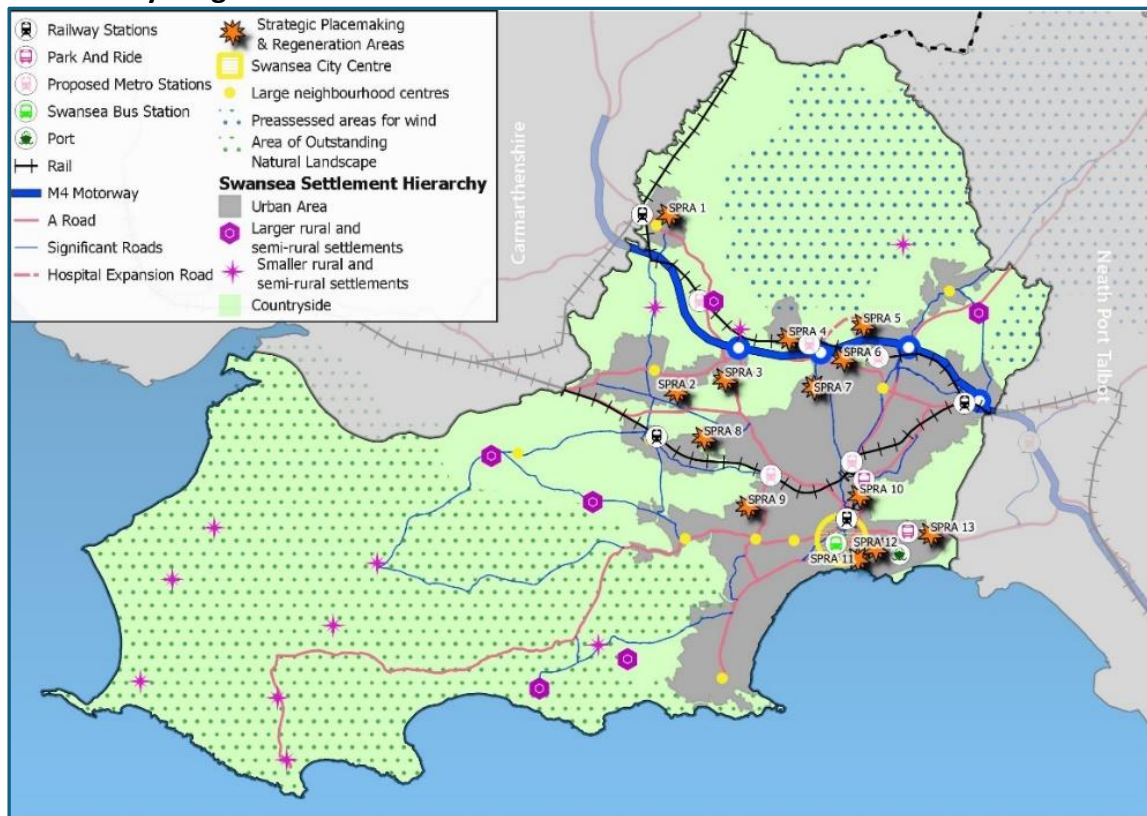 Railway Stations
Park And Ride
Proposed Metro Stations
Swansea Bus Station
Port
Rail
M4 Motorway
A Road
Significant Roads
Hospital Expansion Road
Strategic Placemaking
& Regeneration Areas
Swansea City Centre
Large neighbourhood centres
Preassessed areas for wind
Area of Outstanding
Natural Landscape
Swansea Settlement Hierarchy
Urban Area
Larger rural and
semi-rural settlements
Smaller rural and
semi-rural settlements
Countryside
Carmarthenshire
Neath Port Talbot
SPRA 1
SPRA 4
SPRA 5
SPRA 6
SPRA 3
SPRA 2
SPRA 7
SPRA 8
SPRA 9
SPRA 10
SPRA 13
SPRA 12
SPRA 11